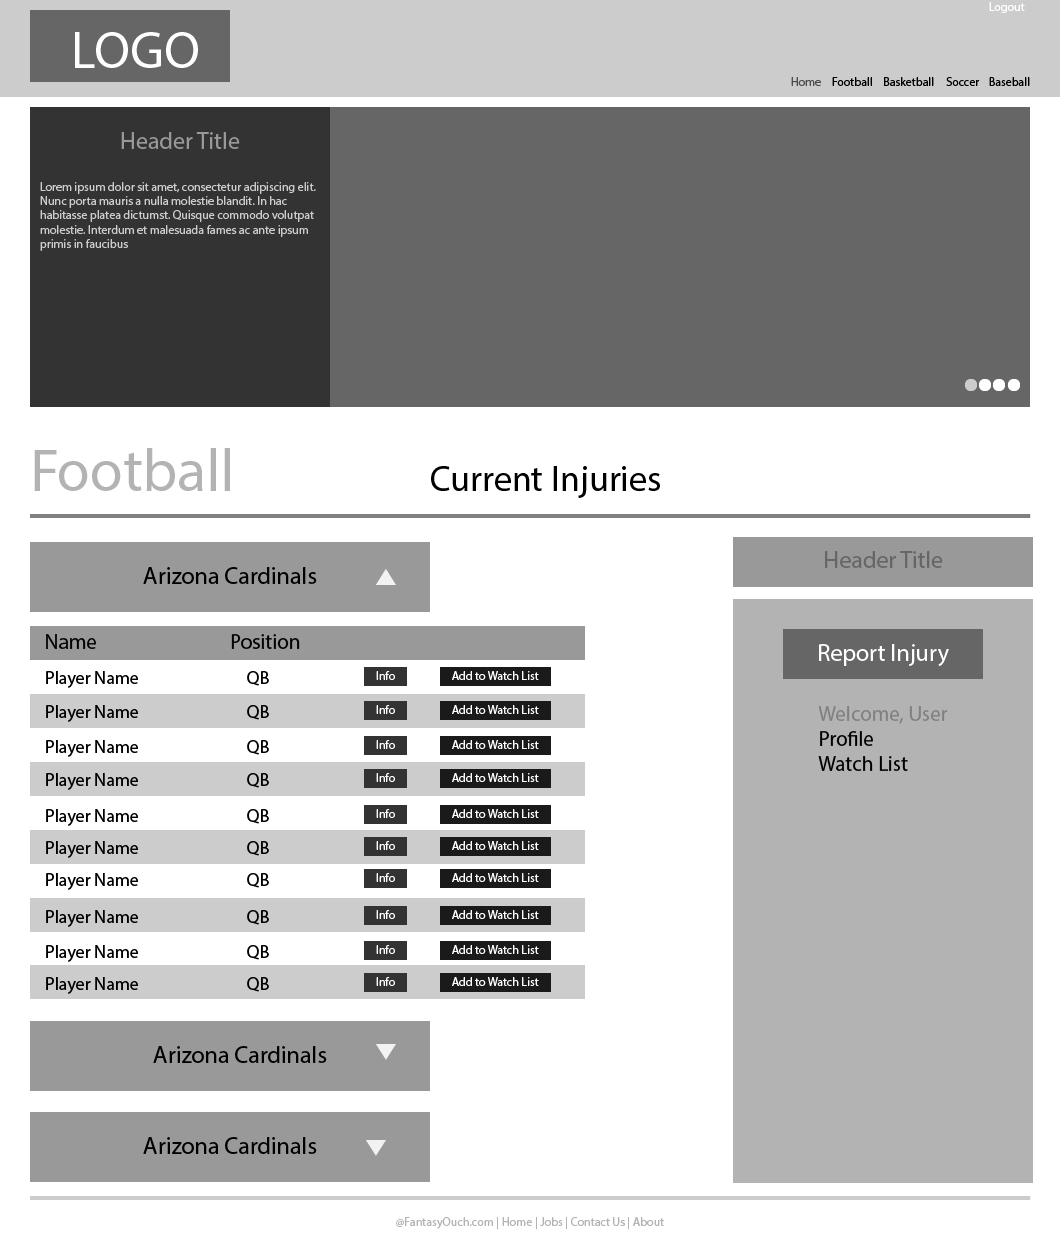 Logout
LOGO
Home Football Basketball Soccer Baseball
Header Title
Lorem ipsum dolor sit amet, consectetur adipiscing elit.
Nunc porta mauris a nulla molestie blandit. In hac
habitasse platea dictumst. Quisque commodo volutpat
molestie. Interdum et malesuada fames ac ante ipsum
primis in faucibus
Football
Current Injuries
Arizona Cardinals
Name Position
Player Name QB Info Add to Watch List
Player Name QB Info Add to Watch List
Player Name QB Info Add to Watch List
Player Name QB Info Add to Watch List
Player Name QB Info Add to Watch List
Player Name QB Info Add to Watch List
Player Name QB Info Add to Watch List
Player Name QB Info Add to Watch List
Player Name QB Info Add to Watch List
Player Name QB Info Add to Watch List
Arizona Cardinals
Arizona Cardinals
Header Title
Report Injury
Welcome, User
Profile
Watch List
@FantasyOuch.com | Home | Jobs | Contact Us | About